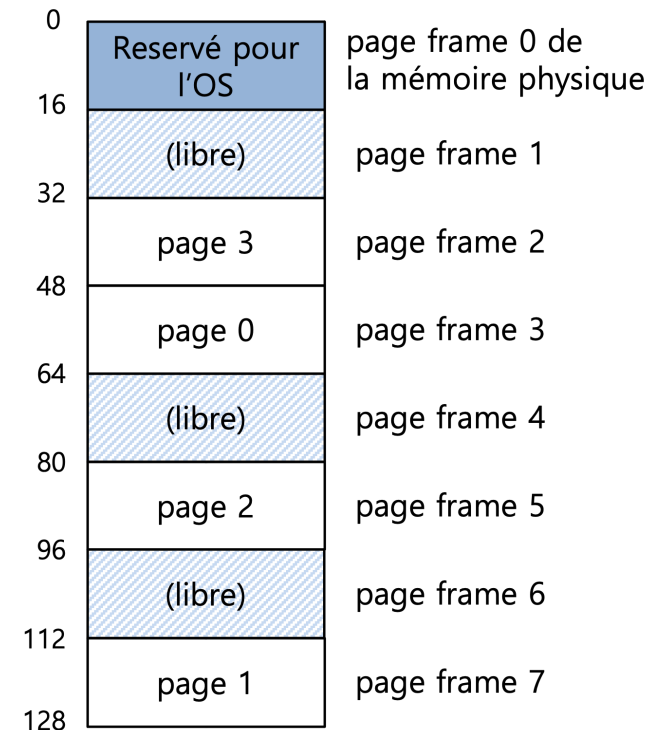 0
Reservé pour
l'OS
page frame 0 de
la mémoire physique
16
(libre)
page frame 1
32
page 3
page frame 2
48
page 0
page frame 3
64
(libre)
page frame 4
80
page 2
page frame 5
96
(libre)
page frame 6
112
page 1
page frame 7
128